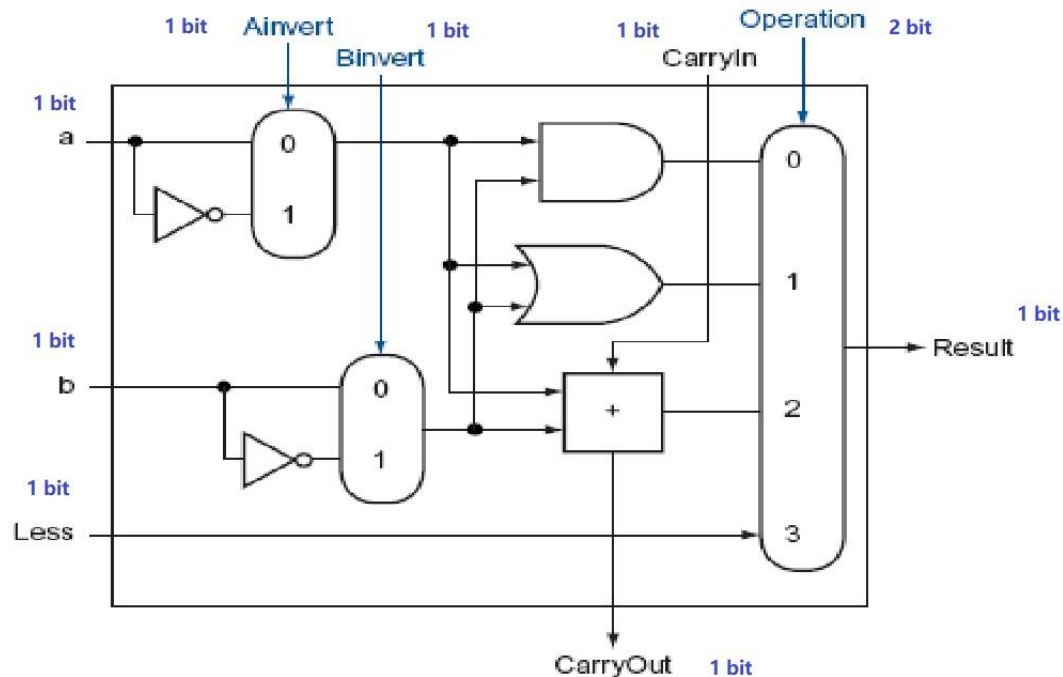 1 bit Ainvert 1 bit 1 bit Operation 2 bit
Binvert CarryIn
1 bit
a 0 0
1
1 1 bit
1 bit Result
b 0 + 2
1
1 bit
Less 3
CarryOut 1 bit